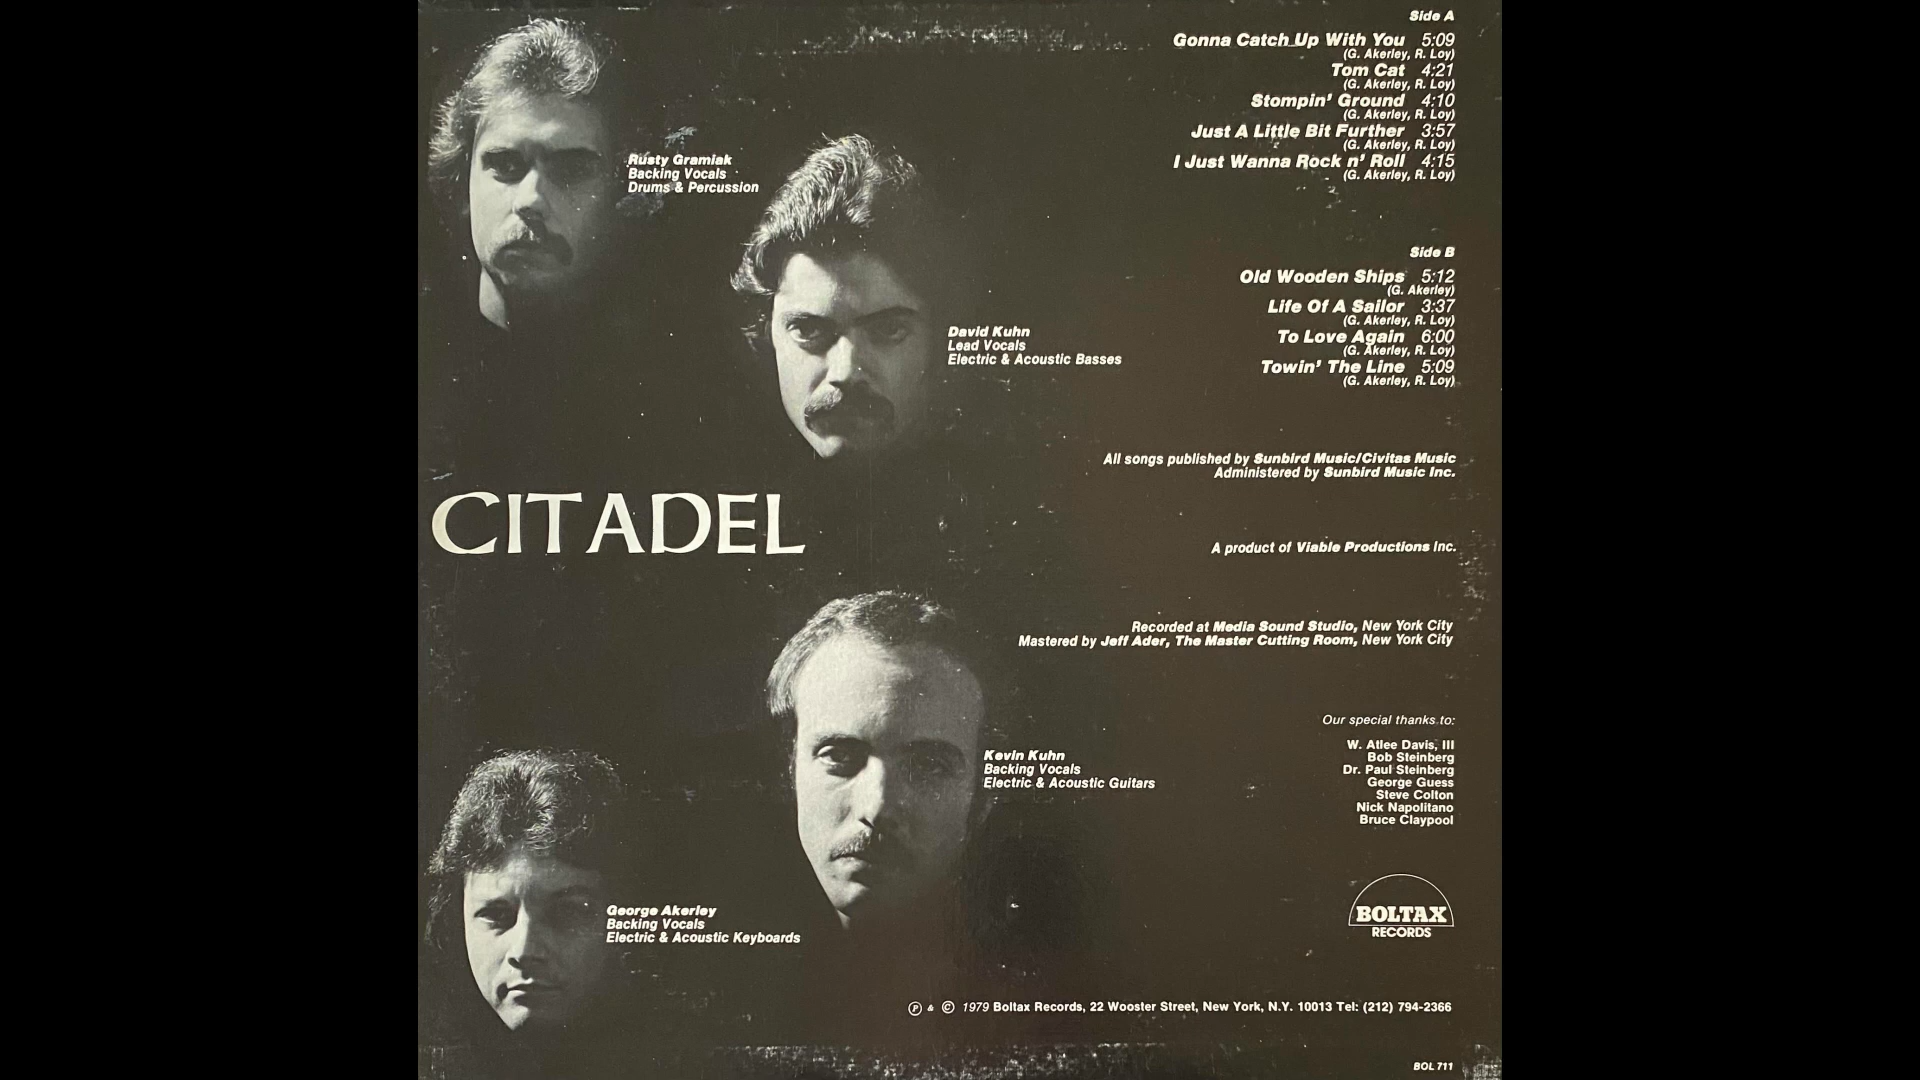 Side A
Gonna Catch Up With You 5:09
(G. Akerley, R. Loy)
Tom Cat 4:21
(G. Akerley, R. Loy)
Stompin' Ground 4:10
(G. Akerley, R. Loy)
Just A Little Bit Further 3:57
(G. Akerley, R. Loy)
I Just Wanna Rock n' Roll 4:15
(G. Akerley, R. Loy)
Rusty Gramiak
Backing Vocals
Drums & Percussion
Side B
Old Wooden Ships 5:12
(G. Akerley)
Life Of A Sailor 3:37
(G. Akerley, R. Loy)
To Love Again 6:00
(G. Akerley, R. Loy)
Towin' The Line 5:09
(G. Akerley, R. Loy)
David Kuhn
Lead Vocals
Electric & Acoustic Basses
All songs published by Sunbird Music/Civitas Music
Administered by Sunbird Music Inc.
CITADEL
A product of Viable Productions Inc.
Recorded at Media Sound Studio, New York City
Mastered by Jeff Ader, The Master Cutting Room, New York City
Our special thanks to:
W. Atlee Davis, III
Bob Steinberg
Dr. Paul Steinberg
George Guess
Steve Colton
Nick Napolitano
Bruce Claypool
Kevin Kuhn
Backing Vocals
Electric & Acoustic Guitars
George Akerley
Backing Vocals
Electric & Acoustic Keyboards
BOLTAX
RECORDS
℗ & © 1979 Boltax Records, 22 Wooster Street, New York, N.Y. 10013 Tel: (212) 794-2366
BOL 711